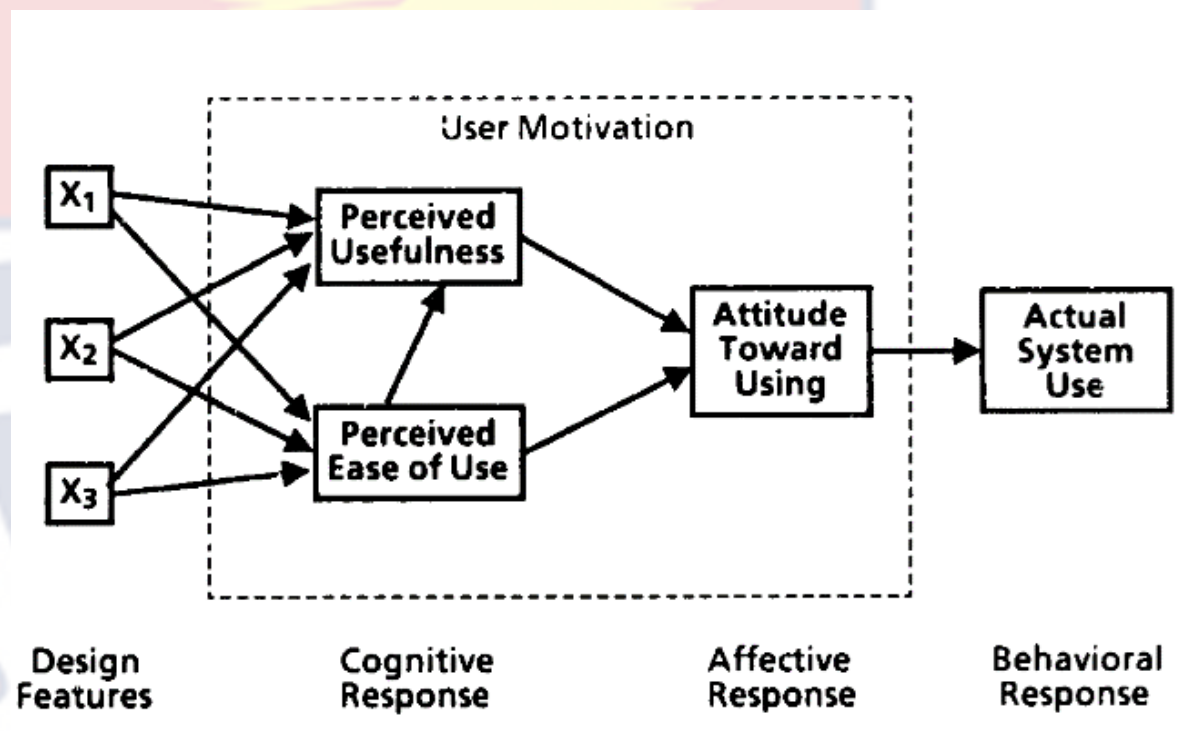 User Motivation
X1
Perceived
Usefulness
X2
Attitude
Toward
Using
Actual
System
Use
Perceived
Ease of Use
X3
Design
Features
Cognitive
Response
Affective
Response
Behavioral
Response